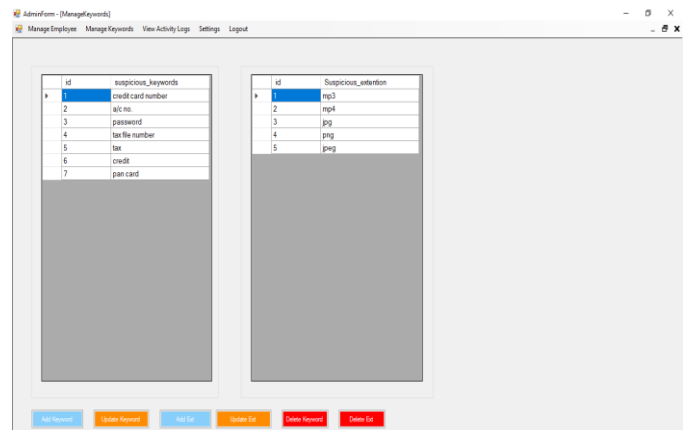 AdminForm - [ManageKeywords]
Manage Employee Manage Keywords View Activity Logs Settings Logout
id suspicious_keywords
1 credit card number
2 a/c no.
3 password
4 tax file number
5 tax
6 credit
7 pan card
id Suspicious_extention
1 mp3
2 mp4
3 jpg
4 png
5 jpeg
Add Keyword Update Keyword Add Ext Update Ext Delete Keyword Delete Ext